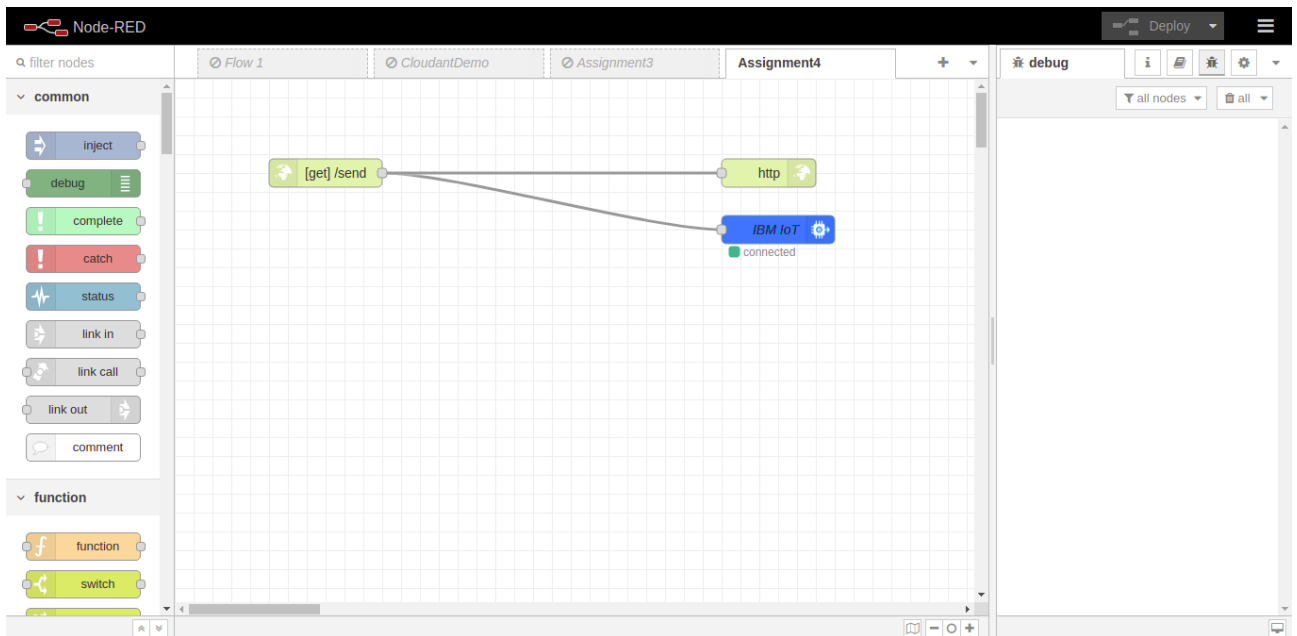 Node-RED
Deploy
filter nodes
Flow 1
CloudantDemo
Assignment3
Assignment4
debug
i
common
all nodes
all
inject
debug
complete
catch
status
link in
link call
link out
comment
[get] /send
http
IBM IoT
connected
function
function
switch